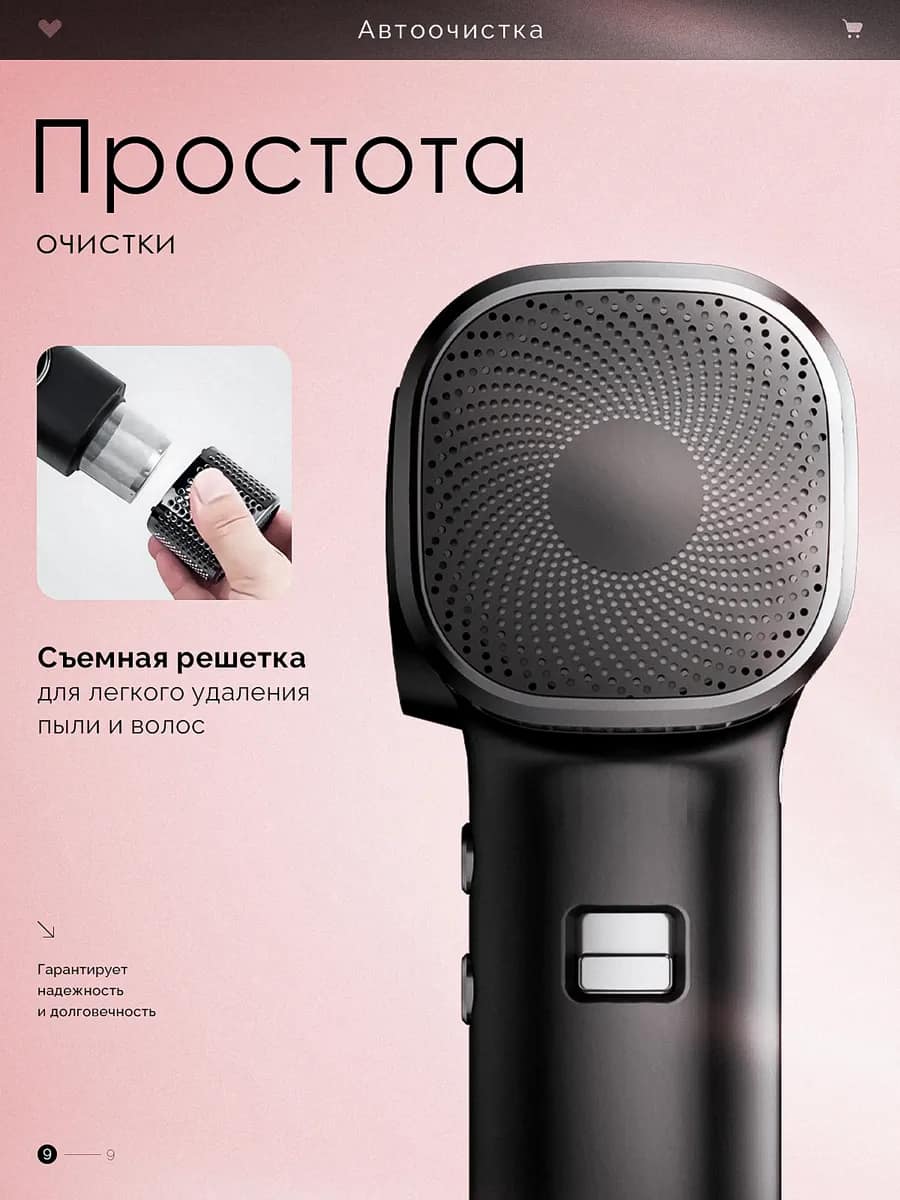 Автоочистка
Простота
очистки
Съемная решетка
для легкого удаления
пыли и волос
Гарантирует
надежность
и долговечность
9 9